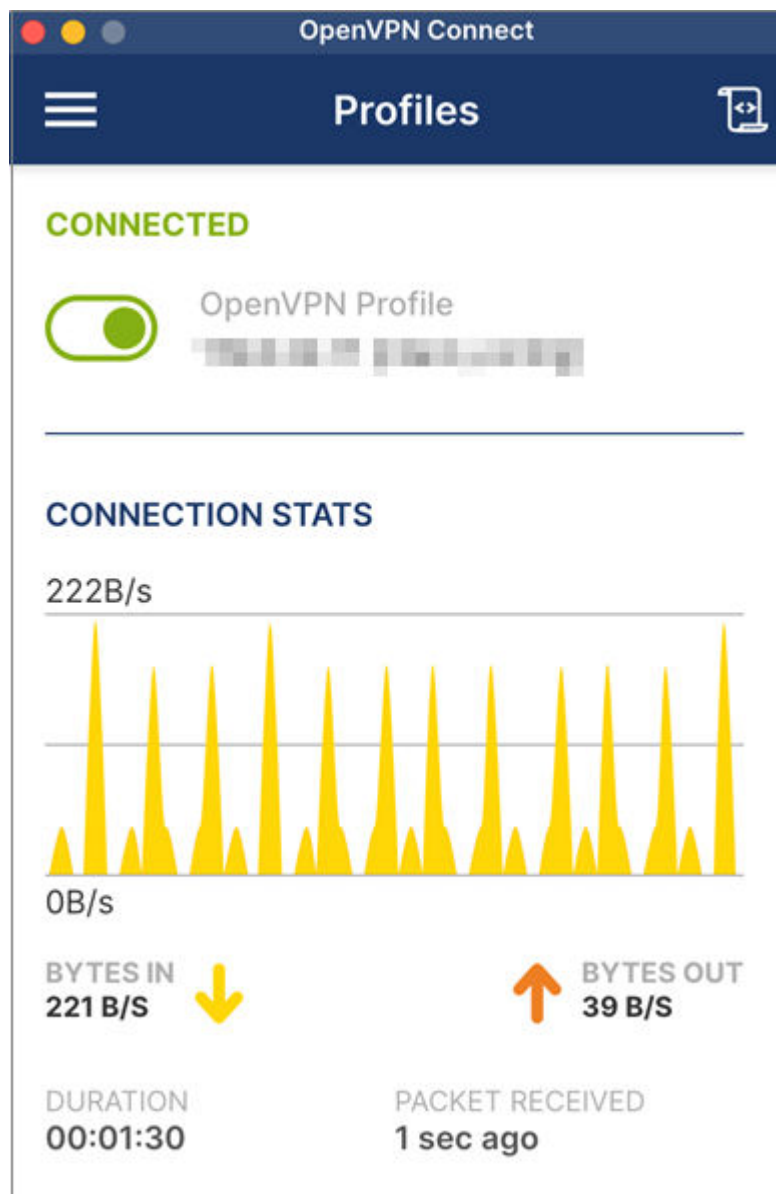 OpenVPN Connect
Profiles
CONNECTED
OpenVPN Profile
CONNECTION STATS
222B/s
0B/s
BYTES IN
221 B/S
BYTES OUT
39 B/S
DURATION
00:01:30
PACKET RECEIVED
1 sec ago